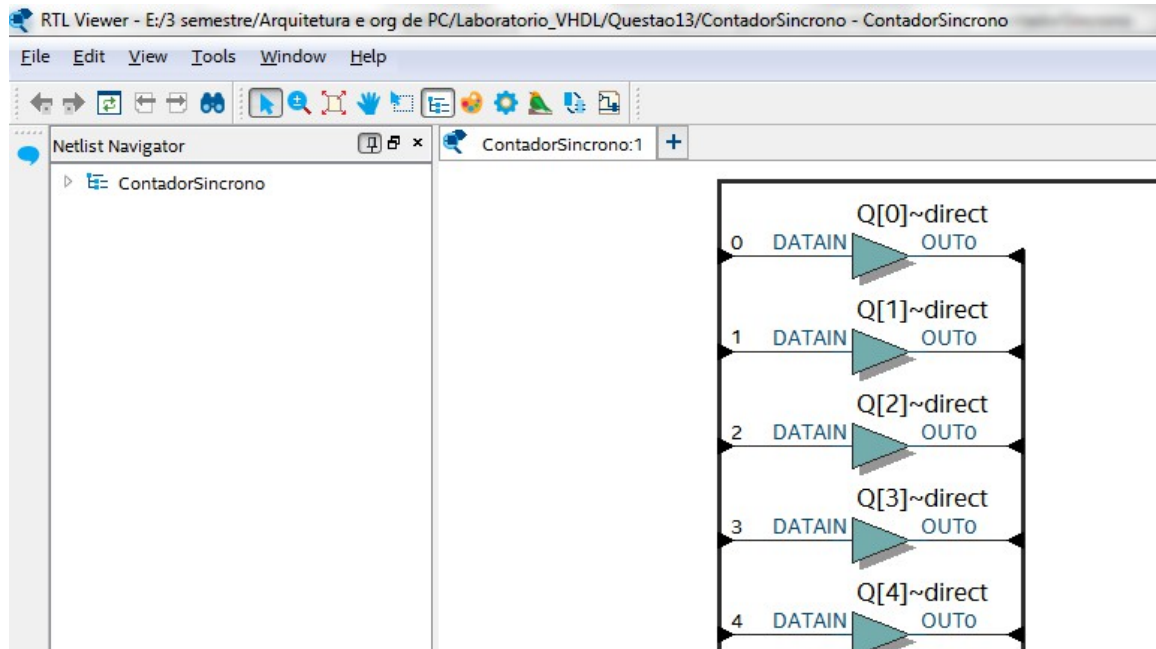 RTL Viewer - E:/3 semestre/Arquitetura e org de PC/Laboratorio_VHDL/Questao13/ContadorSincrono - ContadorSincrono
File Edit View Tools Window Help
Netlist Navigator
ContadorSincrono:1
ContadorSincrono
Q[0]~direct
0 DATAIN OUT0
Q[1]~direct
1 DATAIN OUT0
Q[2]~direct
2 DATAIN OUT0
Q[3]~direct
3 DATAIN OUT0
Q[4]~direct
4 DATAIN OUT0